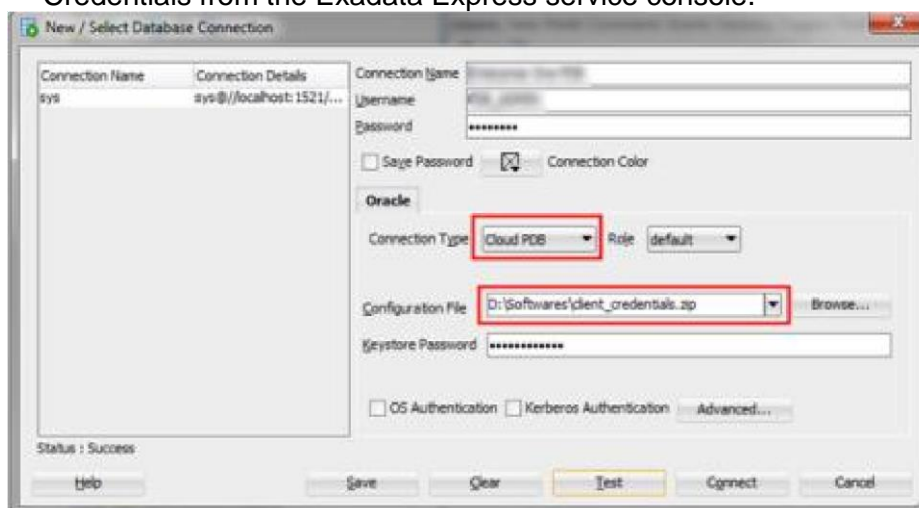 Credentials from the Exadata Express service console.
New / Select Database Connection
Connection Name Connection Details
sys sys@//localhost:1521/...
Connection Name
Username
Password ••••••••
Save Password Connection Color
Oracle
Connection Type Cloud PDB Role default
Configuration File D:\Softwares\client_credentials.zip Browse...
Keystore Password ••••••••••••
OS Authentication Kerberos Authentication Advanced...
Status : Success
Help Save Clear Test Connect Cancel